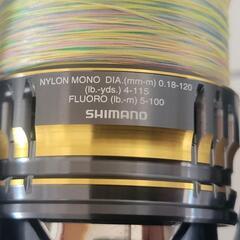 NYLON MONO DIA.(mm-m) 0.18-120
(lb.-yds.) 4-115
FLUORO (lb.-m) 5-100
SHIMANO